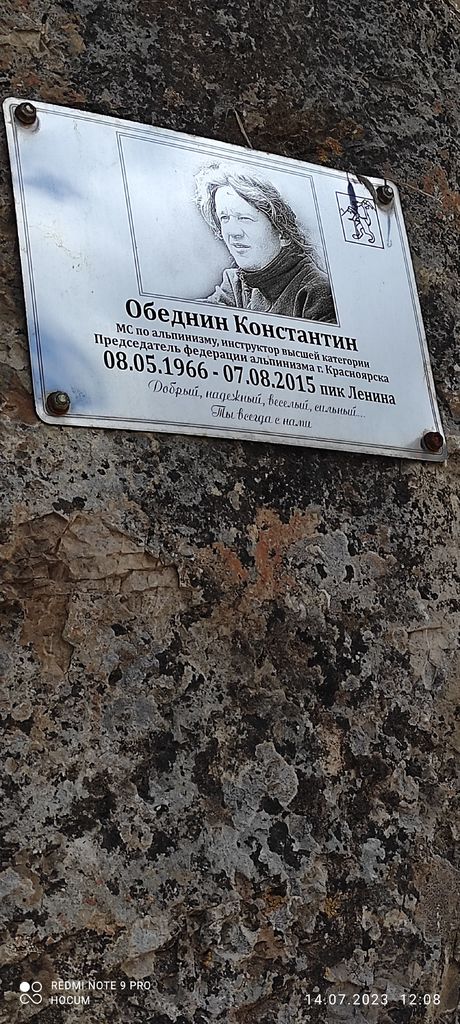 Обеднин Константин
МС по альпинизму, инструктор высшей категории
Председатель федерации альпинизма г. Красноярска
08.05.1966 - 07.08.2015 пик Ленина
Добрый, надежный, веселый, сильный...
Ты всегда с нами
REDMI NOTE 9 PRO
НОСИМ
14.07.2023 12:08